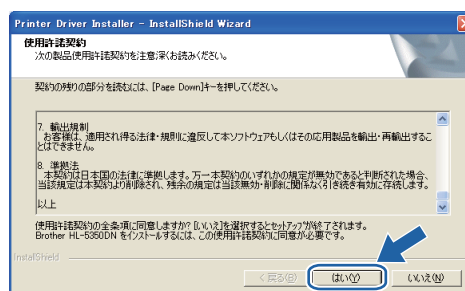 Printer Driver Installer - InstallShield Wizard
使用許諾契約
次の製品使用許諾契約を注意深くお読みください。
契約の残りの部分を読むには、[Page Down]キーを押してください。
7. 輸出規制
お客様は、適用され得る法律・規則に違反して本ソフトウェアもしくはその応用製品を輸出・再輸出するこ
とはできません。
8. 準拠法
本契約は日本国の法律に準拠します。万一本契約のいずれかの規定が無効であると判断された場合、
当該規定は本契約より削除され、残余の規定は当該無効・削除に関係なく引き続き有効に存続します。
以上
使用許諾契約の全条項に同意しますか? [いいえ]を選択するとセットアップが終了されます。
Brother HL-5350DN をインストールするには、この使用許諾契約に同意が必要です。
InstallShield
< 戻る(B)
はい(Y)
いいえ(N)